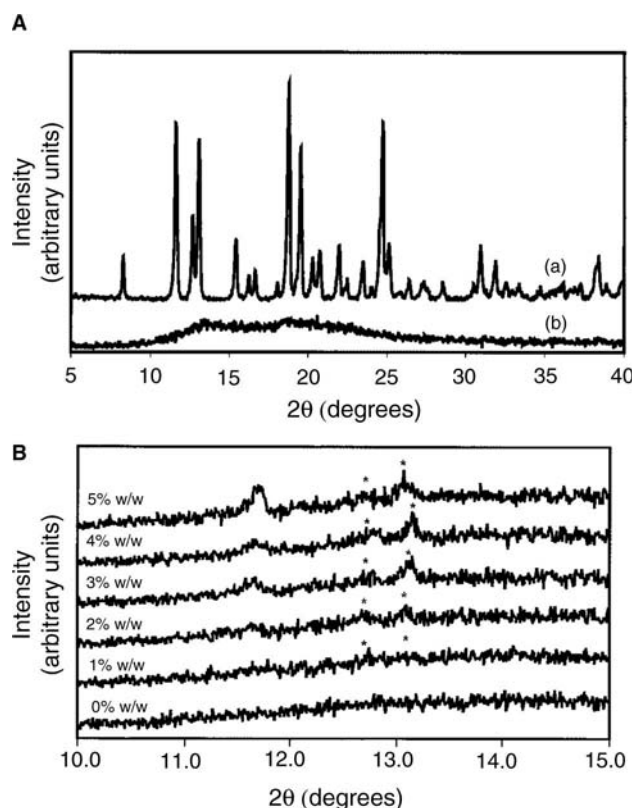 A
Intensity
(arbitrary units)
(a)
(b)
5 10 15 20 25 30 35 40
2θ (degrees)
B
Intensity
(arbitrary units)
* *
5% w/w
* *
4% w/w
* *
3% w/w
* *
2% w/w
* *
1% w/w
0% w/w
10.0 11.0 12.0 13.0 14.0 15.0
2θ (degrees)